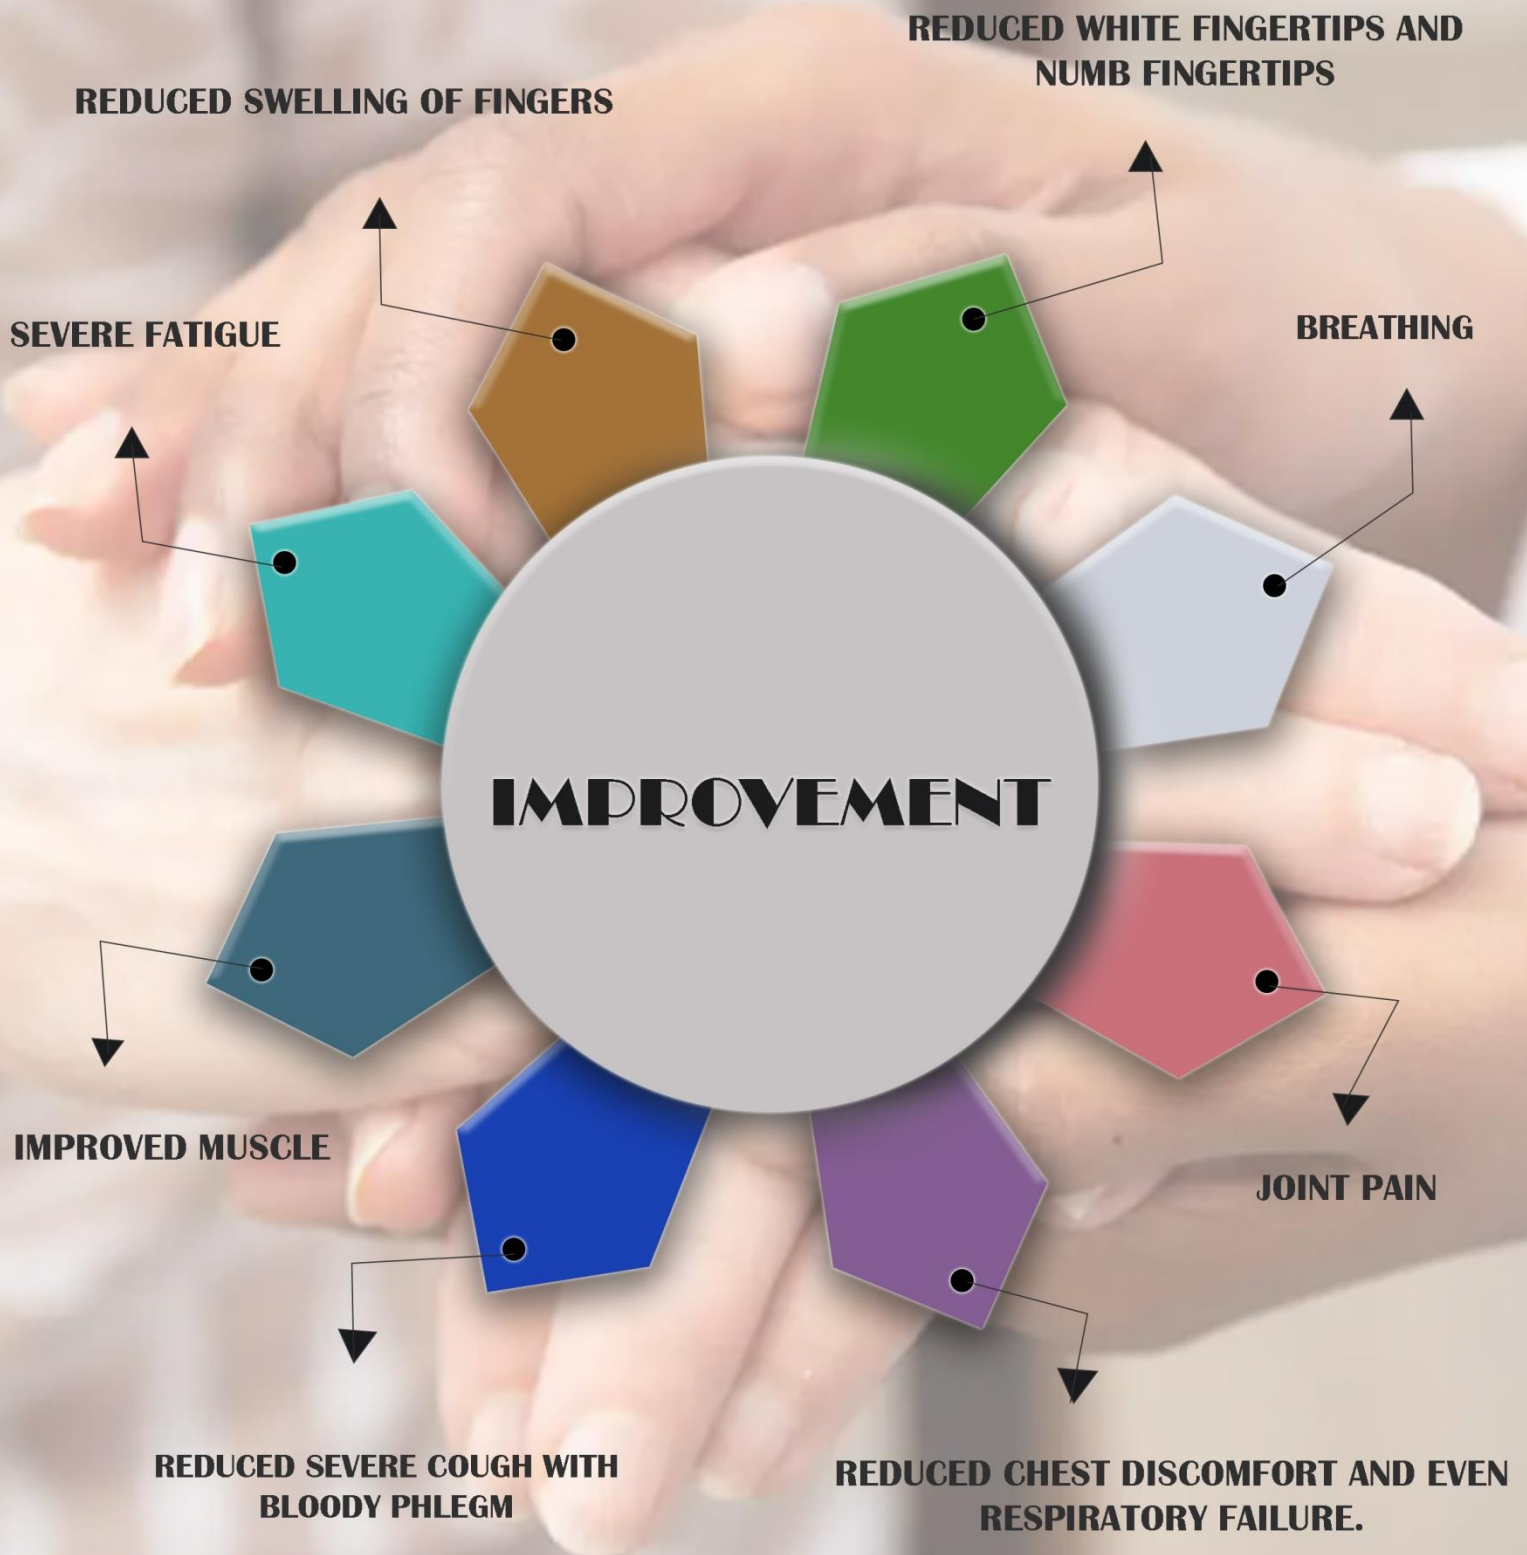 REDUCED WHITE FINGERTIPS AND
NUMB FINGERTIPS
REDUCED SWELLING OF FINGERS
SEVERE FATIGUE
BREATHING
IMPROVEMENT
IMPROVED MUSCLE
JOINT PAIN
REDUCED SEVERE COUGH WITH
BLOODY PHLEGM
REDUCED CHEST DISCOMFORT AND EVEN
RESPIRATORY FAILURE.